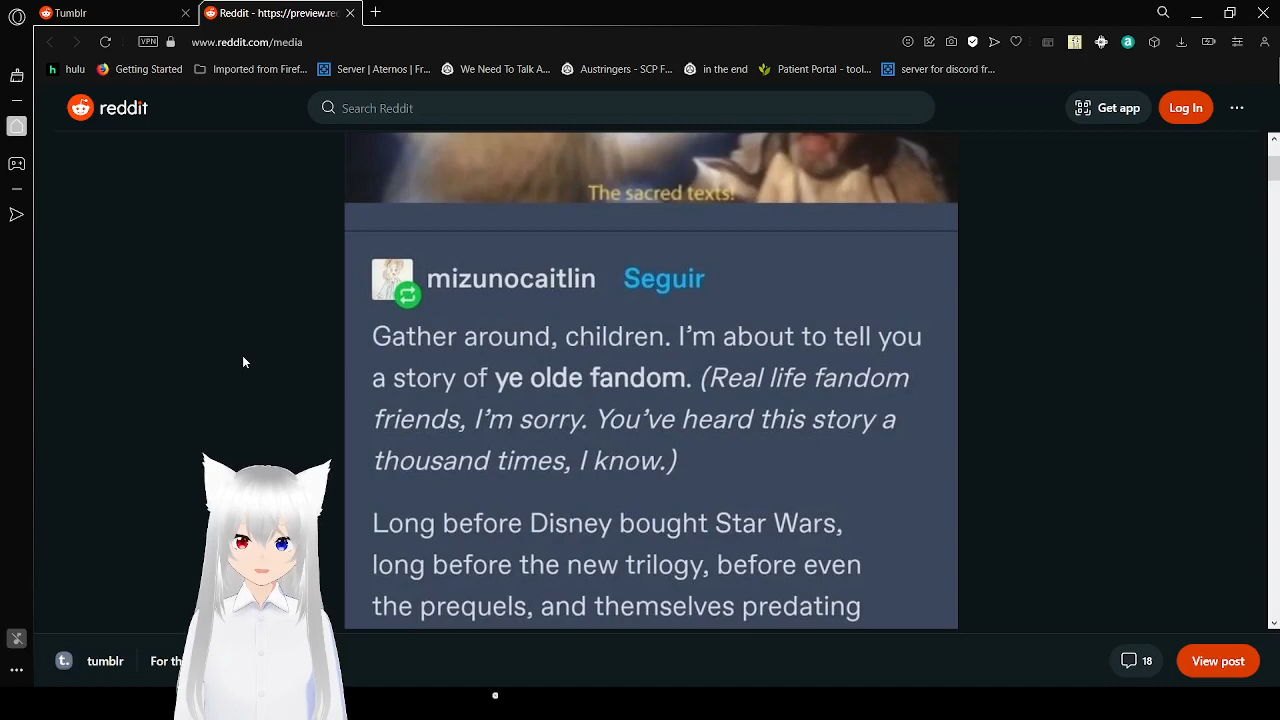 Tumblr
Reddit - https://preview.rec
VPN
www.reddit.com/media
hulu
Getting Started
Imported from Firef...
Server | Aternos | Fr...
We Need To Talk A...
Austringers - SCP F...
in the end
Patient Portal - tool...
server for discord fr...
reddit
Search Reddit
Get app
Log In
The sacred texts!
mizunocaitlin Seguir
Gather around, children. I'm about to tell you
a story of ye olde fandom. (Real life fandom
friends, I'm sorry. You've heard this story a
thousand times, I know.)
Long before Disney bought Star Wars,
long before the new trilogy, before even
the prequels, and themselves predating
t. tumblr
For th
18
View post